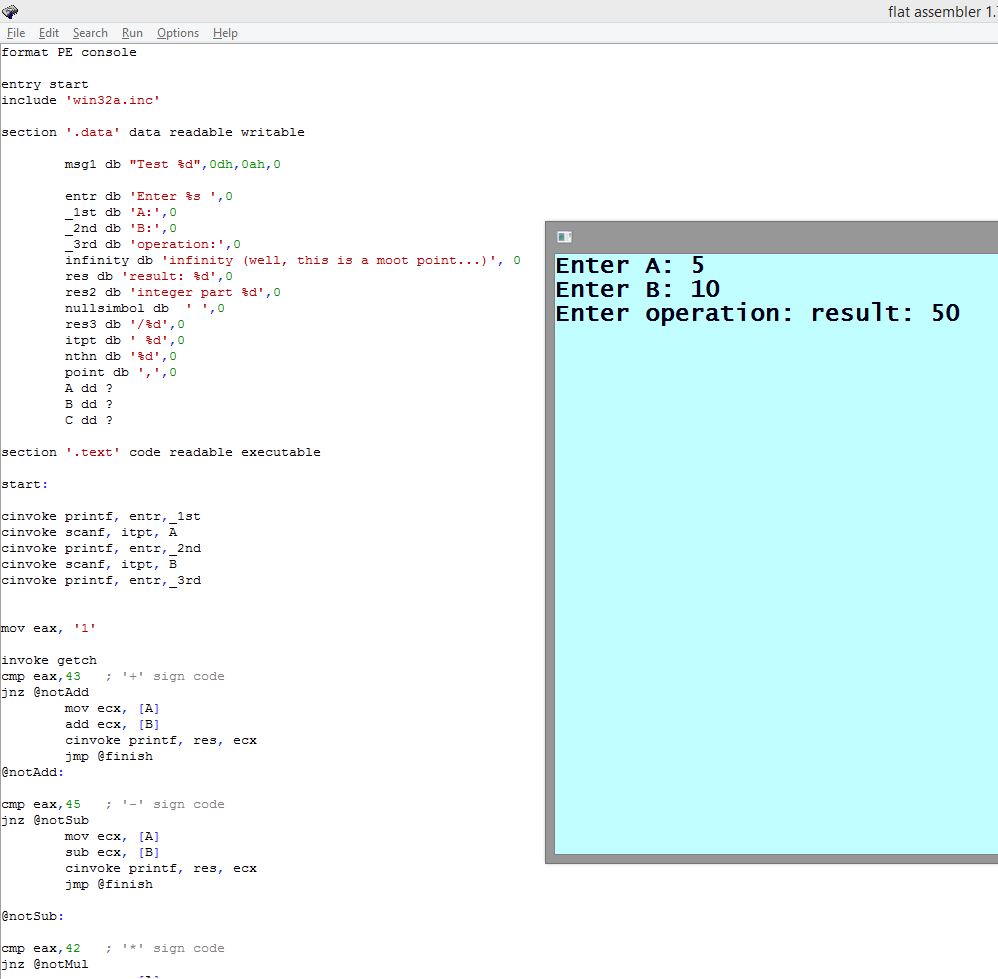 flat assembler 1.
File Edit Search Run Options Help
format PE console
entry start
include 'win32a.inc'
section '.data' data readable writable
msg1 db "Test %d",0dh,0ah,0
entr db 'Enter %s ',0
_1st db 'A:',0
_2nd db 'B:',0
_3rd db 'operation:',0
infinity db 'infinity (well, this is a moot point...)', 0
res db 'result: %d',0
res2 db 'integer part %d',0
nullsimbol db ' ',0
res3 db '/%d',0
itpt db ' %d',0
nthn db '%d',0
point db ',',0
A dd ?
B dd ?
C dd ?
section '.text' code readable executable
start:
cinvoke printf, entr,_1st
cinvoke scanf, itpt, A
cinvoke printf, entr,_2nd
cinvoke scanf, itpt, B
cinvoke printf, entr,_3rd
mov eax, '1'
invoke getch
cmp eax,43 ; '+' sign code
jnz @notAdd
mov ecx, [A]
add ecx, [B]
cinvoke printf, res, ecx
jmp @finish
@notAdd:
cmp eax,45 ; '-' sign code
jnz @notSub
mov ecx, [A]
sub ecx, [B]
cinvoke printf, res, ecx
jmp @finish
@notSub:
cmp eax,42 ; '*' sign code
jnz @notMul
Enter A: 5
Enter B: 10
Enter operation: result: 50